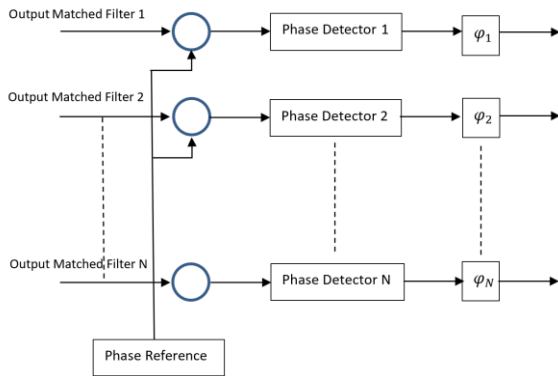 Output Matched Filter 1
Phase Detector 1
φ₁
Output Matched Filter 2
Phase Detector 2
φ₂
Output Matched Filter N
Phase Detector N
φ_N
Phase Reference